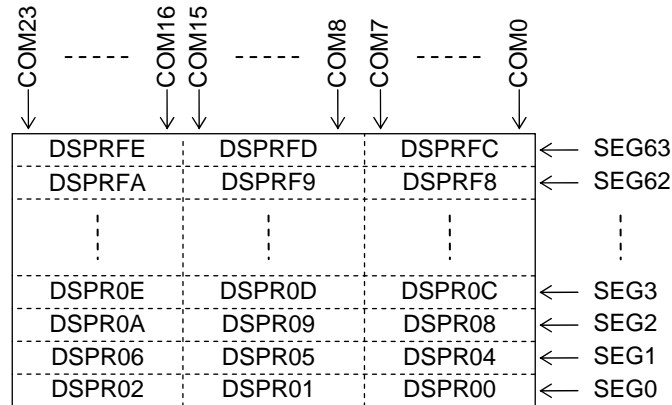 COM23 COM16 COM15 COM8 COM7 COM0
DSPRFE DSPRFD DSPRFC SEG63
DSPRFA DSPRF9 DSPRF8 SEG62
DSPR0E DSPR0D DSPR0C SEG3
DSPR0A DSPR09 DSPR08 SEG2
DSPR06 DSPR05 DSPR04 SEG1
DSPR02 DSPR01 DSPR00 SEG0